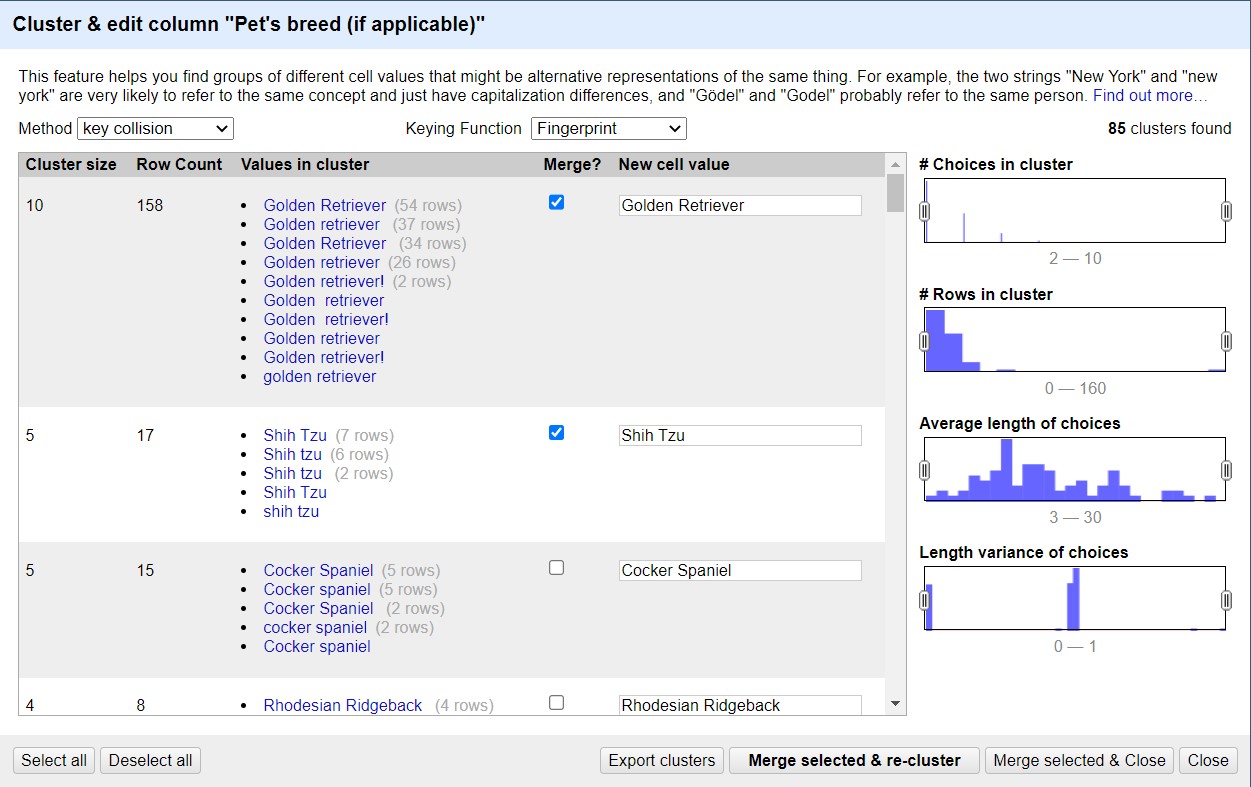 Cluster & edit column "Pet's breed (if applicable)"
This feature helps you find groups of different cell values that might be alternative representations of the same thing. For example, the two strings "New York" and "new
york" are very likely to refer to the same concept and just have capitalization differences, and "Gödel" and "Godel" probably refer to the same person. Find out more…
Method key collision Keying Function Fingerprint 85 clusters found
Cluster size Row Count Values in cluster Merge? New cell value
10 158 • Golden Retriever (54 rows) Golden Retriever
• Golden retriever (37 rows)
• Golden Retriever (34 rows)
• Golden retriever (26 rows)
• Golden retriever! (2 rows)
• Golden  retriever
• Golden  retriever!
• Golden retriever
• Golden retriever!
• golden retriever
5 17 • Shih Tzu (7 rows) Shih Tzu
• Shih tzu (6 rows)
• Shih tzu (2 rows)
• Shih Tzu
• shih tzu
5 15 • Cocker Spaniel (5 rows) Cocker Spaniel
• Cocker spaniel (5 rows)
• Cocker Spaniel (2 rows)
• cocker spaniel (2 rows)
• Cocker spaniel
4 8 • Rhodesian Ridgeback (4 rows) Rhodesian Ridgeback
# Choices in cluster
2 — 10
# Rows in cluster
0 — 160
Average length of choices
3 — 30
Length variance of choices
0 — 1
Select all Deselect all Export clusters Merge selected & re-cluster Merge selected & Close Close